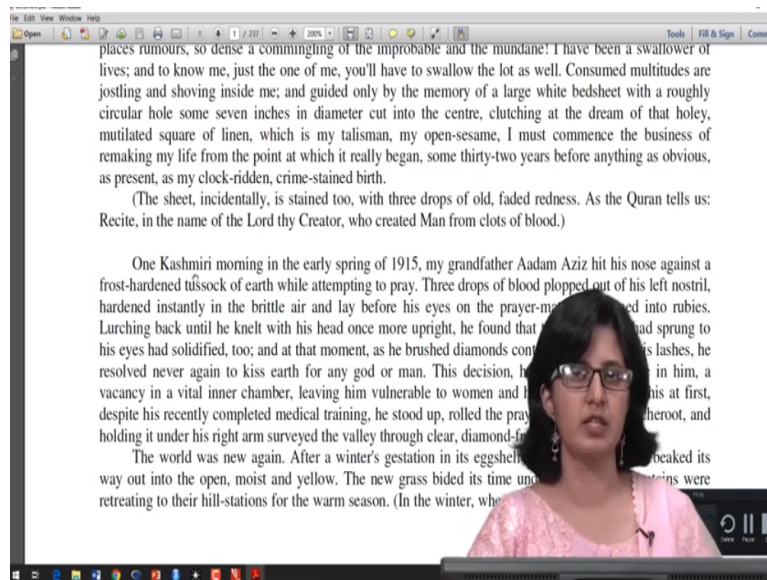 File Edit View Window Help
Open 1 / 217 200% Tools Fill & Sign
places rumours, so dense a commingling of the improbable and the mundane! I have been a swallower of
lives; and to know me, just the one of me, you'll have to swallow the lot as well. Consumed multitudes are
jostling and shoving inside me; and guided only by the memory of a large white bedsheet with a roughly
circular hole some seven inches in diameter cut into the centre, clutching at the dream of that holey,
mutilated square of linen, which is my talisman, my open-sesame, I must commence the business of
remaking my life from the point at which it really began, some thirty-two years before anything as obvious,
as present, as my clock-ridden, crime-stained birth.
(The sheet, incidentally, is stained too, with three drops of old, faded redness. As the Quran tells us:
Recite, in the name of the Lord thy Creator, who created Man from clots of blood.)
One Kashmiri morning in the early spring of 1915, my grandfather Aadam Aziz hit his nose against a
frost-hardened tussock of earth while attempting to pray. Three drops of blood plopped out of his left nostril,
hardened instantly in the brittle air and lay before his eyes on the into rubies.
Lurching back until he knelt with his head once more upright, he found that had sprung to
his eyes had solidified, too; and at that moment, as he brushed diamonds lashes, he
resolved never again to kiss earth for any god or man. This decision, in him, a
vacancy in a vital inner chamber, leaving him vulnerable to women and his at first,
despite his recently completed medical training, he stood up, rolled the and
holding it under his right arm surveyed the valley through clear,
The world was new again. After a winter's gestation in its beaked its
way out into the open, moist and yellow. The new grass bided its time were
retreating to their hill-stations for the warm season. (In the winter,
Help
Delete Pause